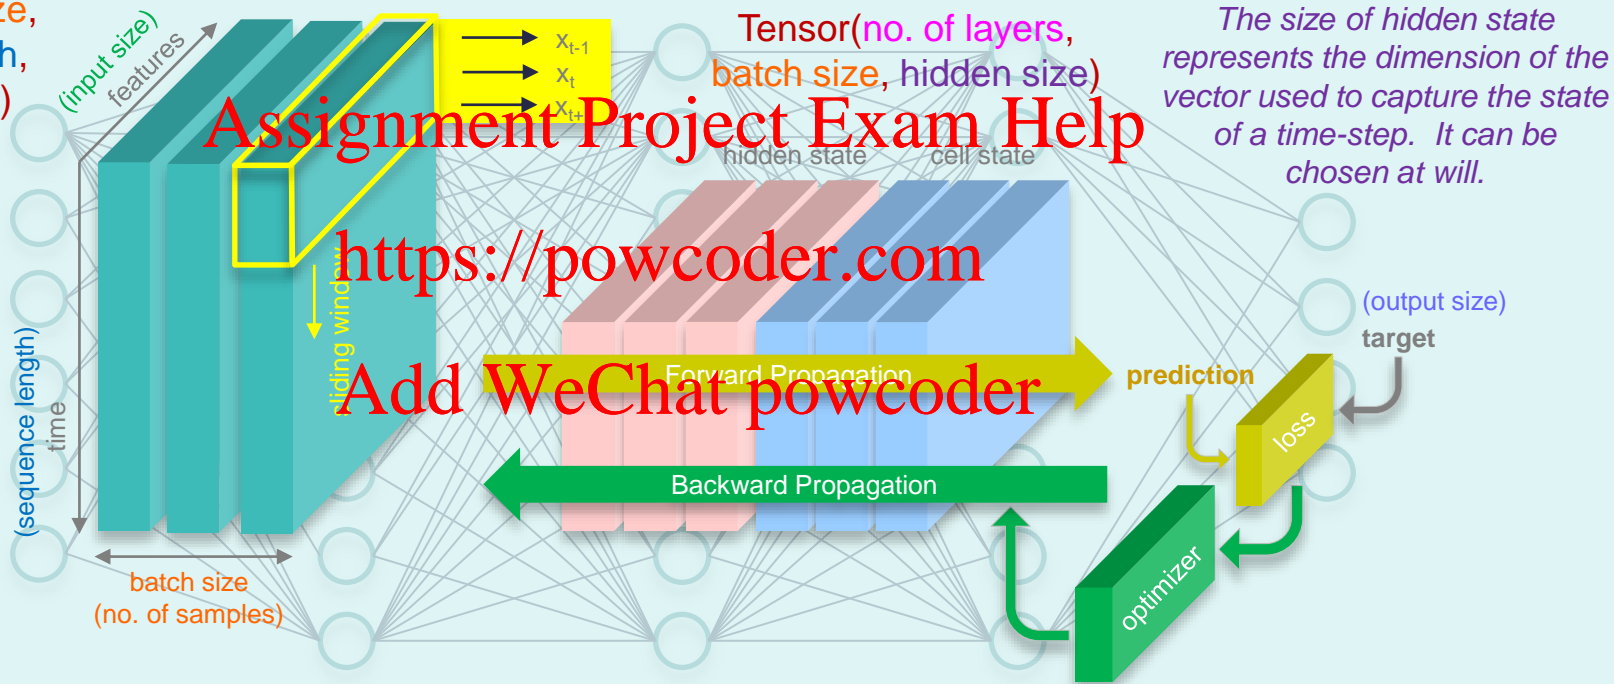 ze,
h,
)
(input size)
features
x t-1
x t
x t+
Tensor(no. of layers,
batch size, hidden size)
The size of hidden state
represents the dimension of the
vector used to capture the state
of a time-step. It can be
chosen at will.
Assignment Project Exam Help
hidden state
cell state
https://powcoder.com
sliding window
(sequence length)
time
(output size)
target
Forward Propagation
prediction
Add WeChat powcoder
loss
Backward Propagation
optimizer
batch size
(no. of samples)